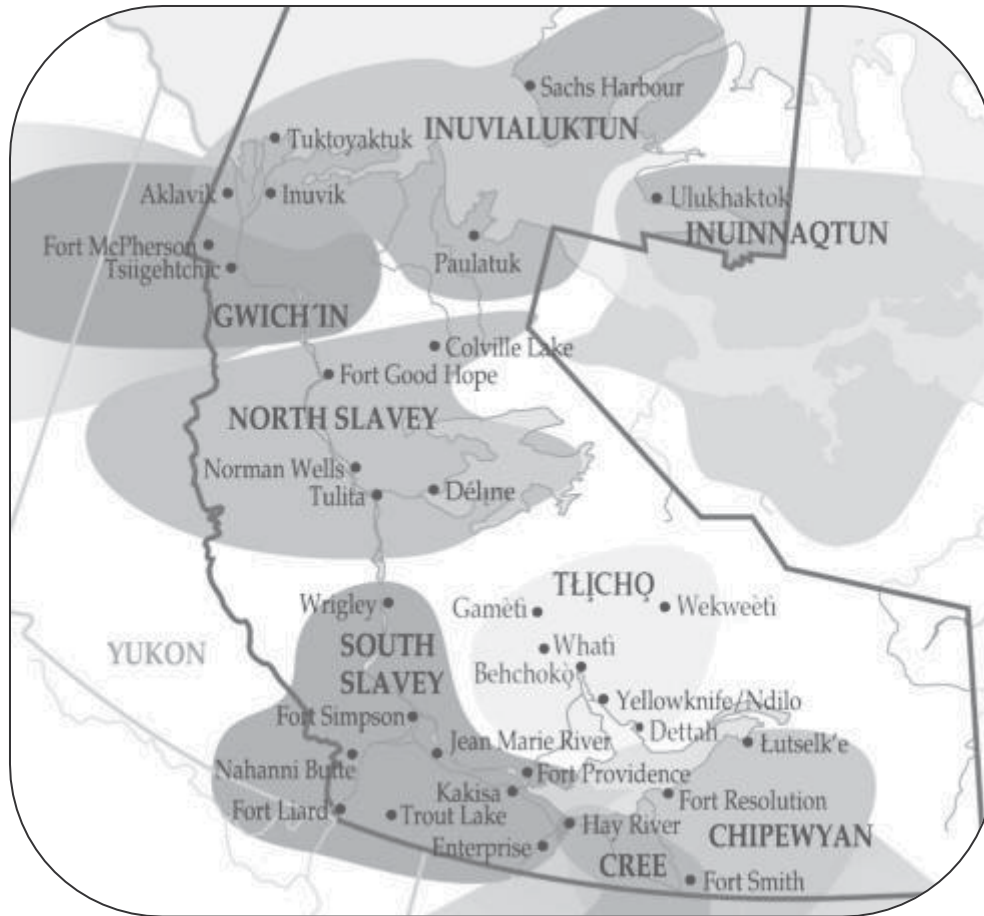 Sachs Harbour
INUVIALUKTUN
Tuktoyaktuk
Aklavik
Inuvik
Ulukhaktok
INUINNAQTUN
Fort McPherson
Tsiigehtchic
Paulatuk
GWICH´IN
Colville Lake
Fort Good Hope
NORTH SLAVEY
Norman Wells
Tulita
Délı̨ne
TŁĮCHǪ
Wrigley
Gamètì
Wekweètì
SOUTH
SLAVEY
YUKON
Whatì
Behchokǫ̀
Yellowknife/Ndilo
Fort Simpson
Dettah
Jean Marie River
Łutselk'e
Nahanni Butte
Fort Providence
Kakisa
Fort Resolution
Fort Liard
Trout Lake
Hay River
CHIPEWYAN
Enterprise
CREE
Fort Smith